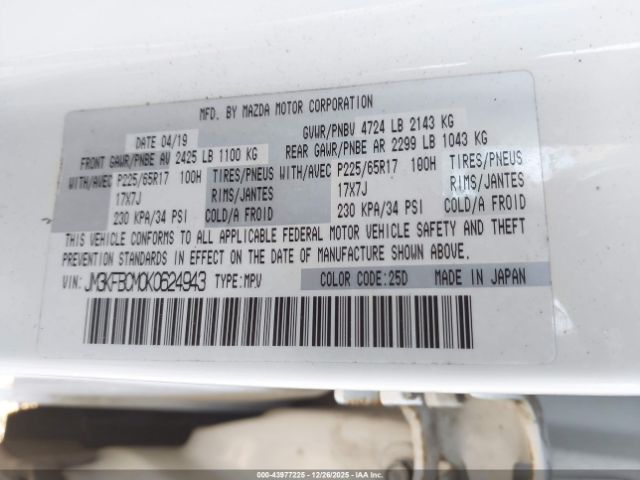 MFD. BY MAZDA MOTOR CORPORATION
DATE 04/19 GVWR/PNBV 4724 LB 2143 KG
FRONT GAWR/PNBE AV 2425 LB 1100 KG REAR GAWR/PNBE AR 2299 LB 1043 KG
WITH/AVEC P225/65R17 100H TIRES/PNEUS WITH/AVEC P225/65R17 100H TIRES/PNEUS
17X7J RIMS/JANTES 17X7J RIMS/JANTES
230 KPA/34 PSI COLD/A FROID 230 KPA/34 PSI COLD/A FROID
THIS VEHICLE CONFORMS TO ALL APPLICABLE FEDERAL MOTOR VEHICLE SAFETY AND THEFT
PREVENTION STANDARDS IN EFFECT ON THE DATE OF MANUFACTURE SHOWN ABOVE.
VIN: JM3KFBCM0K0624943 TYPE:MPV COLOR CODE:25D MADE IN JAPAN
000-43977225 - 12/26/2025 - IAA Inc.